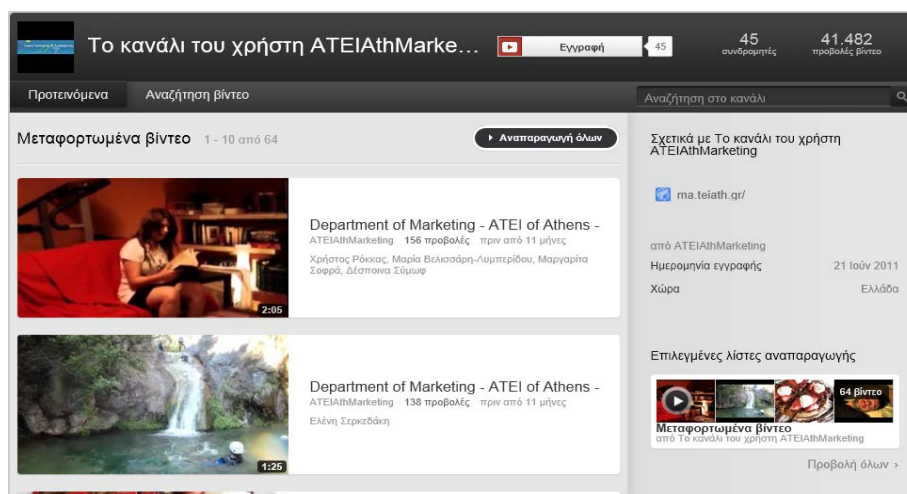 Το κανάλι του χρήστη ATEIAthMarke...
Εγγραφή
45
45
συνδρομητές
41.482
προβολές βίντεο
Προτεινόμενα
Αναζήτηση βίντεο
Αναζήτηση στο κανάλι
Μεταφορτωμένα βίντεο 1 - 10 από 64
Αναπαραγωγή όλων
2:05
Department of Marketing - ATEI of Athens -
ATEIAthMarketing 156 προβολές πριν από 11 μήνες
Χρήστος Ρόκκας, Μαρία Βελισσάρη-Λυμπερίδου, Μαργαρίτα
Σοφρά, Δέσποινα Σύμωφ
1:25
Department of Marketing - ATEI of Athens -
ATEIAthMarketing 138 προβολές πριν από 11 μήνες
Ελένη Σερκεδάκη
Σχετικά με Το κανάλι του χρήστη
ATEIAthMarketing
ma.teiath.gr/
από ATEIAthMarketing
Ημερομηνία εγγραφής 21 Ιούν 2011
Χώρα Ελλάδα
Επιλεγμένες λίστες αναπαραγωγής
64 βίντεο
Μεταφορτωμένα βίντεο
από Το κανάλι του χρήστη ATEIAthMarketing
Προβολή όλων ›